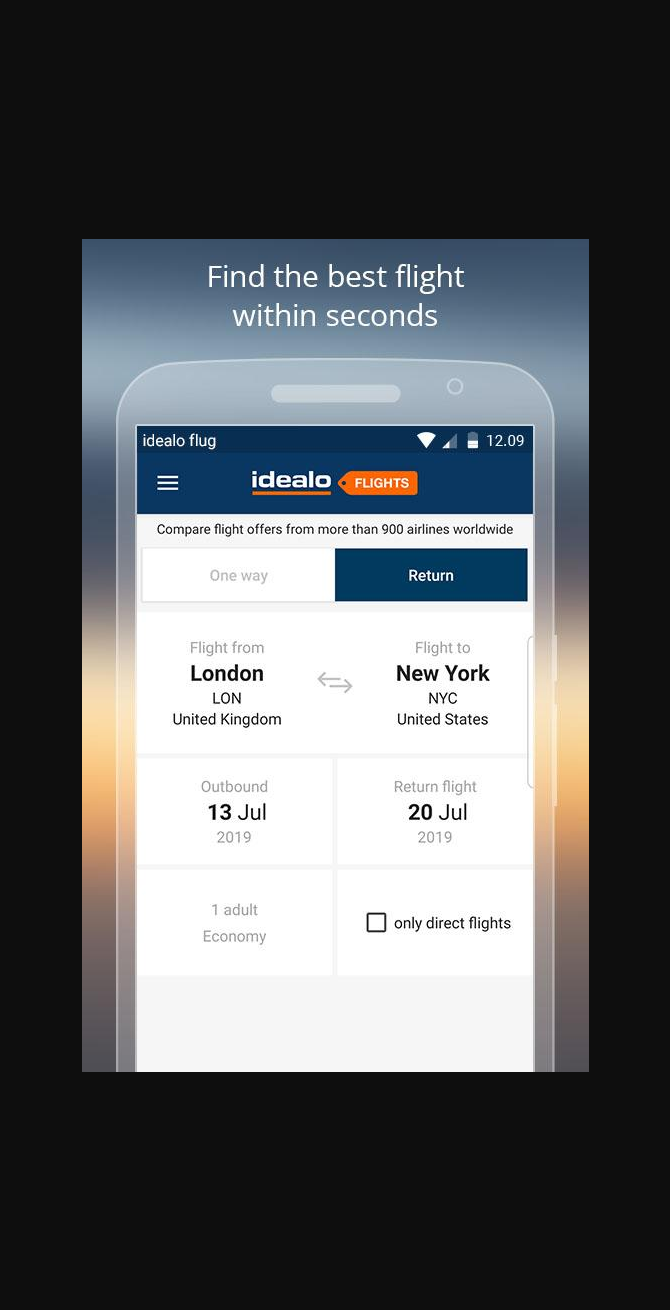 Find the best flight
within seconds
idealo flug 12.09
idealo FLIGHTS
Compare flight offers from more than 900 airlines worldwide
One way Return
Flight from Flight to
London New York
LON NYC
United Kingdom United States
Outbound Return flight
13 Jul 20 Jul
2019 2019
1 adult
Economy
only direct flights